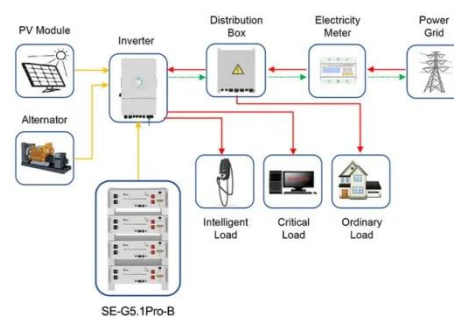 PV Module
Inverter
Distribution
Box
Electricity
Meter
Power
Grid
Alternator
Intelligent
Load
Critical
Load
Ordinary
Load
SE-G5.1Pro-B